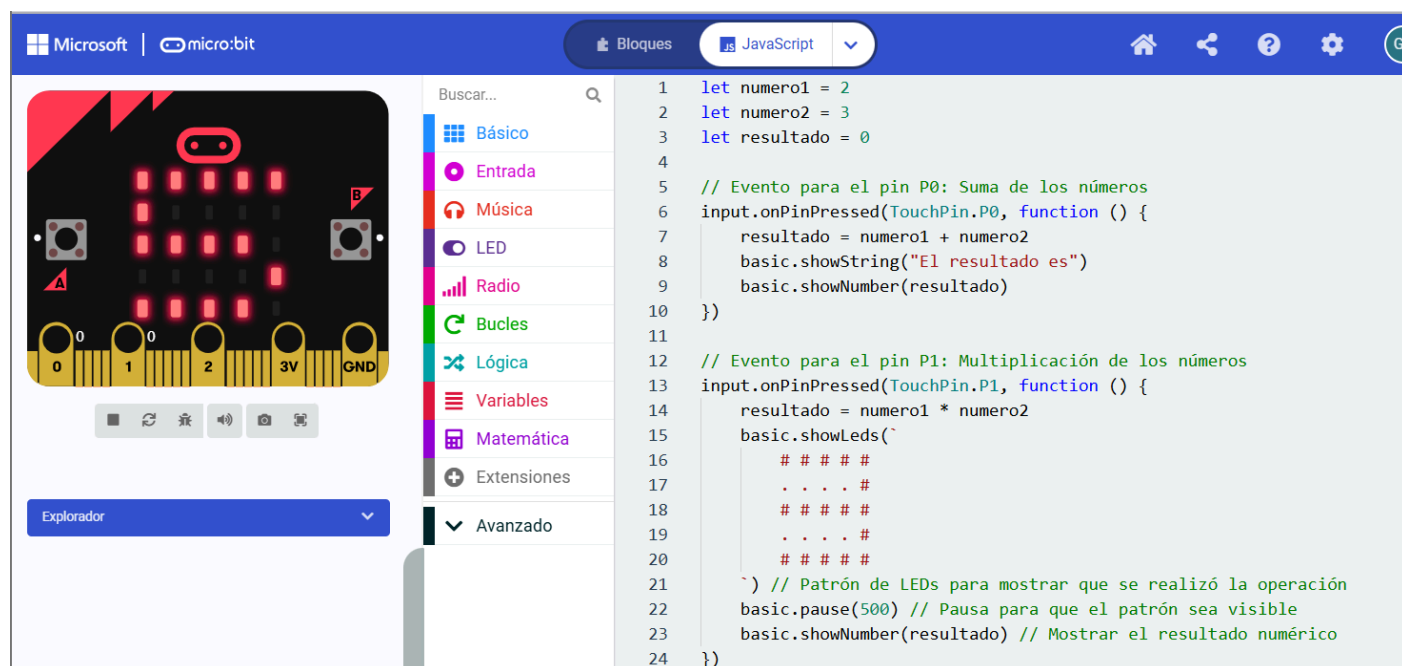 Microsoft micro:bit Bloques JS JavaScript G
B
A
0 0
0 1 2 3V GND
Explorador
Buscar...
Básico
Entrada
Música
LED
Radio
Bucles
Lógica
Variables
Matemática
Extensiones
Avanzado
1 let numero1 = 2
2 let numero2 = 3
3 let resultado = 0
4
5 // Evento para el pin P0: Suma de los números
6 input.onPinPressed(TouchPin.P0, function () {
7 resultado = numero1 + numero2
8 basic.showString("El resultado es")
9 basic.showNumber(resultado)
10 })
11
12 // Evento para el pin P1: Multiplicación de los números
13 input.onPinPressed(TouchPin.P1, function () {
14 resultado = numero1 * numero2
15 basic.showLeds(`
16 # # # # #
17 . . . . #
18 # # # # #
19 . . . . #
20 # # # # #
21 `) // Patrón de LEDs para mostrar que se realizó la operación
22 basic.pause(500) // Pausa para que el patrón sea visible
23 basic.showNumber(resultado) // Mostrar el resultado numérico
24 })